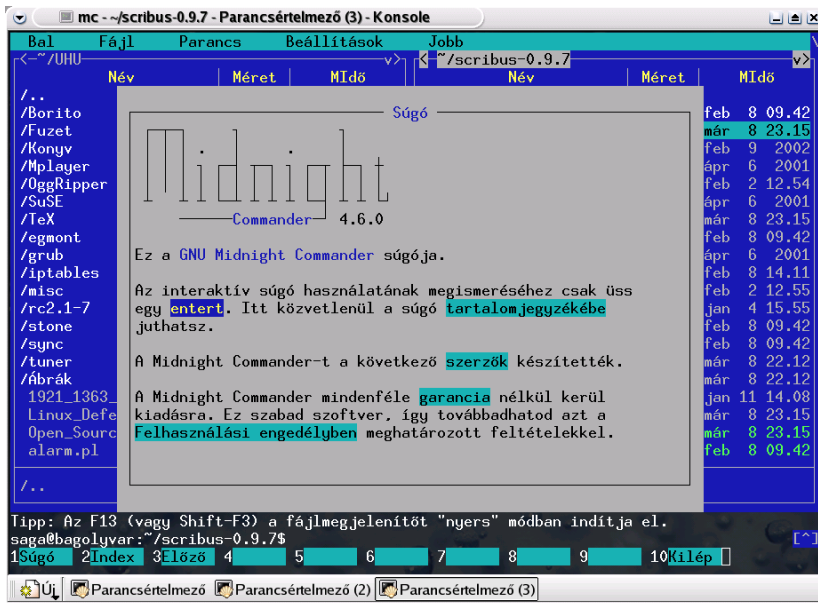 mc - ~/scribus-0.9.7 - Parancsértelmező (3) - Konsole
Bal Fájl Parancs Beállítások Jobb
<-~/UHU v> <-~/scribus-0.9.7 v>
Név Méret MIdő Név Méret MIdő
/..
/Borito feb 8 09.42
/Fuzet már 8 23.15
/Konyv feb 9 2002
/Mplayer ápr 6 2001
/OggRipper feb 2 12.54
/SuSE ápr 6 2001
/TeX már 8 23.15
/egmont feb 8 09.42
/grub ápr 6 2001
/iptables feb 8 14.11
/misc feb 2 12.55
/rc2.1-7 jan 4 15.55
/stone feb 8 09.42
/sync feb 8 09.42
/tuner már 8 22.12
/Ábrák már 8 22.12
1921_1363_ jan 11 14.08
Linux_Defe már 8 23.15
Open_Sourc már 8 23.15
alarm.pl feb 8 09.42
/..
Súgó
Midnight
Commander 4.6.0
Ez a GNU Midnight Commander súgója.
Az interaktív súgó használatának megismeréséhez csak üss
egy entert. Itt közvetlenül a súgó tartalomjegyzékébe
juthatsz.
A Midnight Commander-t a következő szerzők készítették.
A Midnight Commander mindenféle garancia nélkül kerül
kiadásra. Ez szabad szoftver, így továbbadhatod azt a
Felhasználási engedélyben meghatározott feltételekkel.
Tipp: Az F13 (vagy Shift-F3) a fájlmegjelenítőt "nyers" módban indítja el.
saga@bagolyvar:~/scribus-0.9.7$ [^]
1Súgó 2Index 3Előző 4 5 6 7 8 9 10Kilép
Új Parancsértelmező Parancsértelmező (2) Parancsértelmező (3)